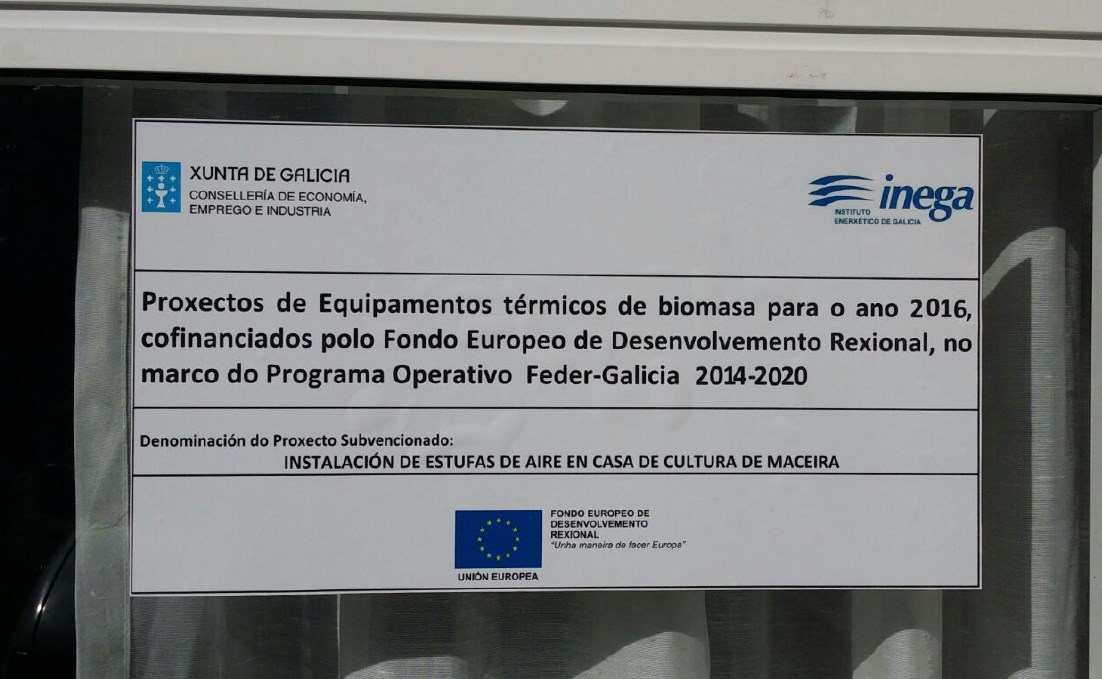 XUNTA DE GALICIA
CONSELLERÍA DE ECONOMÍA,
EMPREGO E INDUSTRIA
inega
INSTITUTO
ENERXÉTICO DE GALICIA
Proxectos de Equipamentos térmicos de biomasa para o ano 2016,
cofinanciados polo Fondo Europeo de Desenvolvemento Rexional, no
marco do Programa Operativo Feder-Galicia 2014-2020
Denominación do Proxecto Subvencionado:
INSTALACIÓN DE ESTUFAS DE AIRE EN CASA DE CULTURA DE MACEIRA
FONDO EUROPEO DE
DESENVOLVEMENTO
REXIONAL
"Unha maneira de facer Europa"
UNIÓN EUROPEA